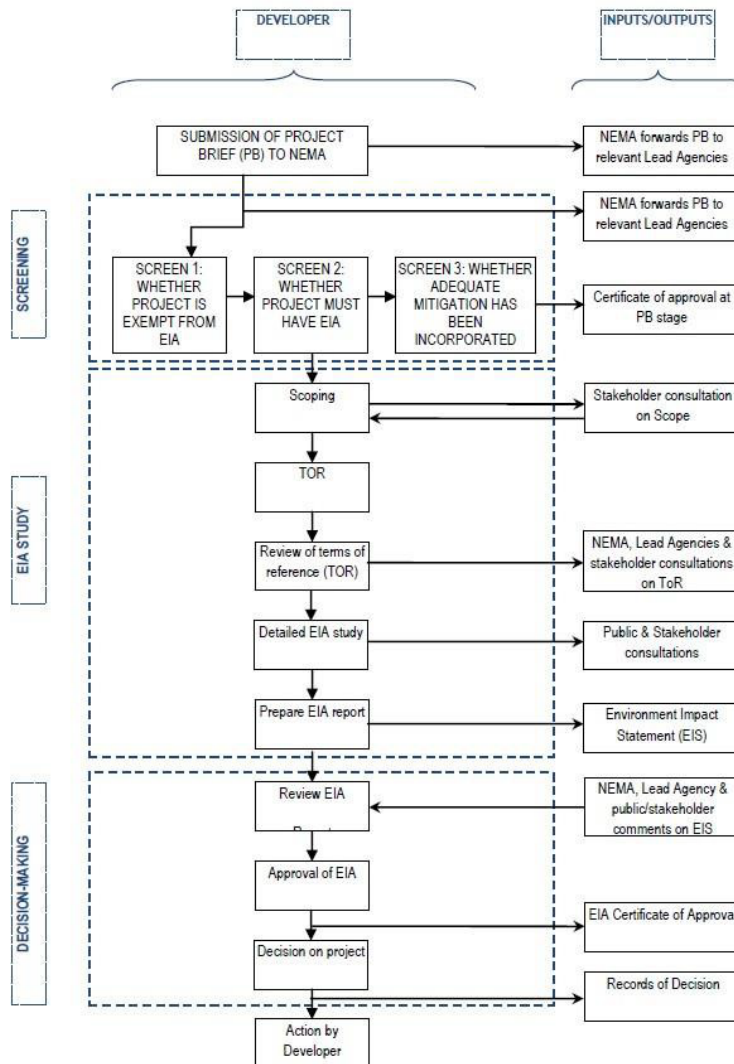 DEVELOPER
INPUTS/OUTPUTS
SUBMISSION OF PROJECT
BRIEF (PB) TO NEMA
NEMA forwards PB to
relevant Lead Agencies
NEMA forwards PB to
relevant Lead Agencies
SCREENING
SCREEN 1:
WHETHER
PROJECT IS
EXEMPT FROM
EIA
SCREEN 2:
WHETHER
PROJECT MUST
HAVE EIA
SCREEN 3: WHETHER
ADEQUATE
MITIGATION HAS
BEEN
INCORPORATED
Certificate of approval at
PB stage
EIA STUDY
Scoping
Stakeholder consultation
on Scope
TOR
Review of terms of
reference (TOR)
NEMA, Lead Agencies &
stakeholder consultations
on ToR
Detailed EIA study
Public & Stakeholder
consultations
Prepare EIA report
Environment Impact
Statement (EIS)
DECISION-MAKING
Review EIA
NEMA, Lead Agency &
public/stakeholder
comments on EIS
Approval of EIA
EIA Certificate of Approva
Decision on project
Records of Decision
Action by
Developer